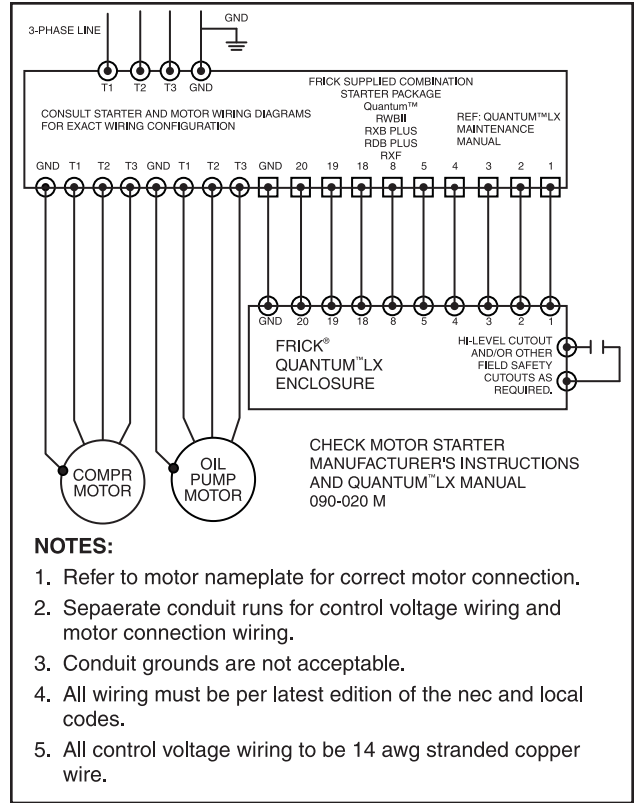 GND
3-PHASE LINE
T1 T2 T3 GND
FRICK SUPPLIED COMBINATION
STARTER PACKAGE
Quantum™
RWBII
RXB PLUS
RDB PLUS
RXF
CONSULT STARTER AND MOTOR WIRING DIAGRAMS
FOR EXACT WIRING CONFIGURATION
REF: QUANTUM™LX
MAINTENANCE
MANUAL
GND T1 T2 T3 GND T1 T2 T3 GND 20 19 18 8 5 4 3 2 1
GND 20 19 18 8 5 4 3 2 1
FRICK®
QUANTUM™LX
ENCLOSURE
HI-LEVEL CUTOUT
AND/OR OTHER
FIELD SAFETY
CUTOUTS AS
REQUIRED.
COMPR
MOTOR
OIL
PUMP
MOTOR
CHECK MOTOR STARTER
MANUFACTURER'S INSTRUCTIONS
AND QUANTUM™LX MANUAL
090-020 M
NOTES:
1. Refer to motor nameplate for correct motor connection.
2. Sepaerate conduit runs for control voltage wiring and
motor connection wiring.
3. Conduit grounds are not acceptable.
4. All wiring must be per latest edition of the nec and local
codes.
5. All control voltage wiring to be 14 awg stranded copper
wire.